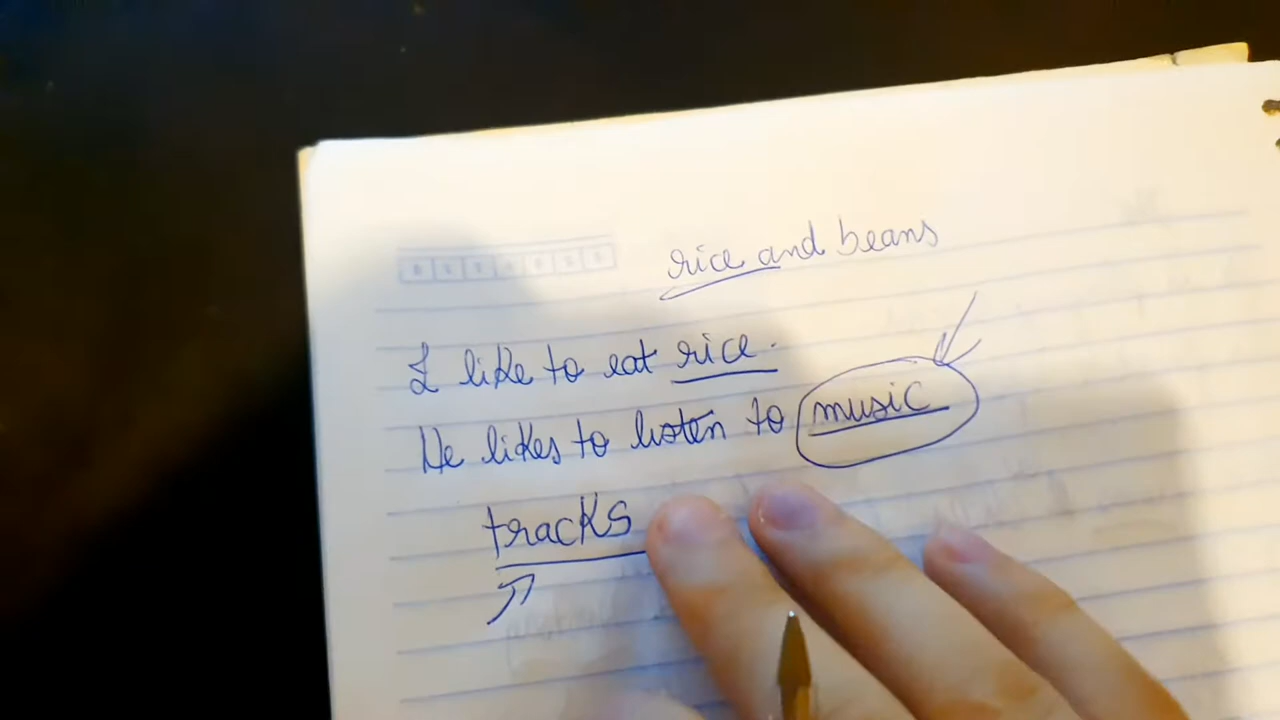 rice and beans
I like to eat rice.
He likes to listen to music
tracks